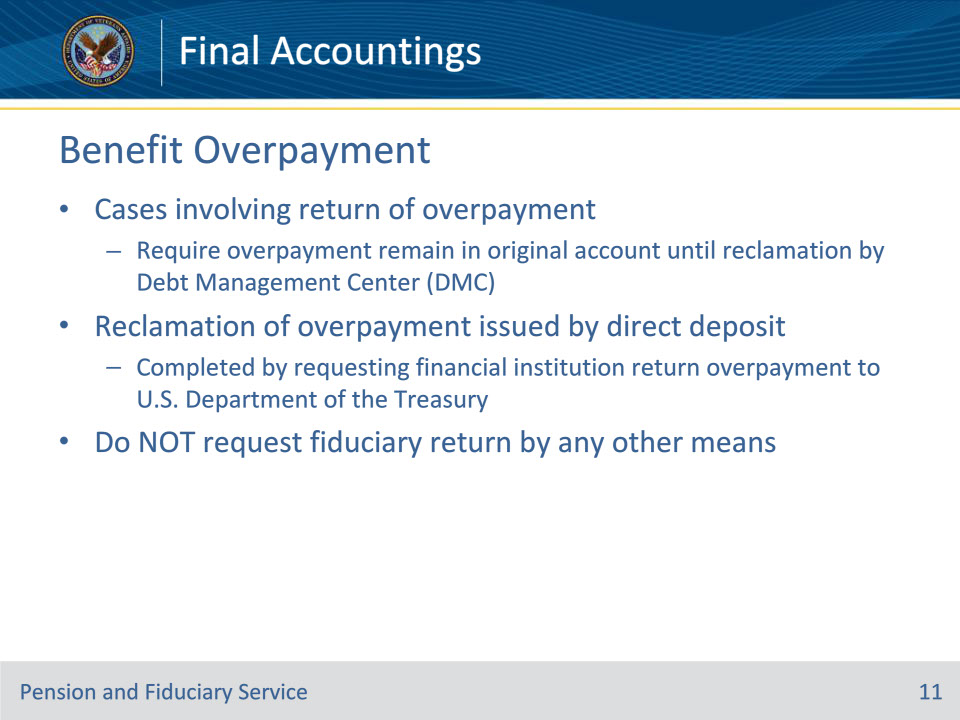 Final Accountings
Benefit Overpayment
• Cases involving return of overpayment
– Require overpayment remain in original account until reclamation by
Debt Management Center (DMC)
• Reclamation of overpayment issued by direct deposit
– Completed by requesting financial institution return overpayment to
U.S. Department of the Treasury
• Do NOT request fiduciary return by any other means
Pension and Fiduciary Service
11